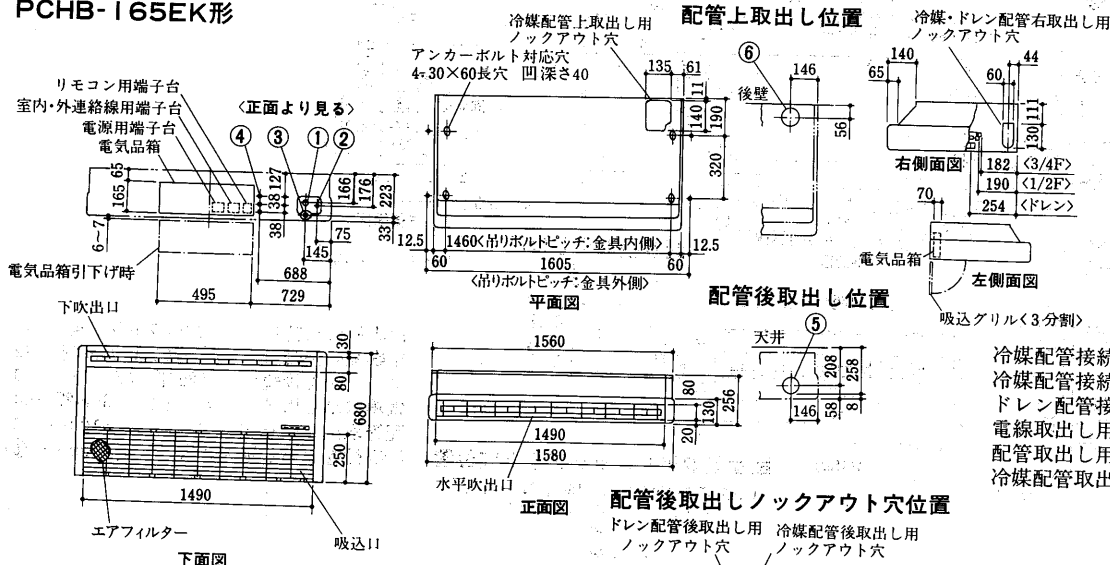 PCHB-165EK形
リモコン用端子台
室内・外連絡線用端子台
電源用端子台
電気品箱
〈正面より見る〉
④
③
①
②
65
165
6~7
127
38
38
166
176
223
33
75
145
688
495
729
電気品箱引下げ時
冷媒配管上取出し用
ノックアウト穴
アンカーボルト対応穴
4-30×60長穴 凹深さ40
135
61
11
140
190
320
12.5
1460〈吊りボルトピッチ:金具内側〉
12.5
60
1605
60
〈吊りボルトピッチ:金具外側〉
平面図
配管上取出し位置
⑥
146
後壁
56
冷媒・ドレン配管右取出し用
ノックアウト穴
140
44
65
60
111
130
右側面図
182
〈3/4F〉
190
〈1/2F〉
254
〈ドレン〉
70
電気品箱
左側面図
吸込グリル〈3分割〉
下吹出口
30
80
680
250
1490
エアフィルター
吸込口
下面図
1560
80
130
256
20
1490
1580
水平吹出口
正面図
配管後取出し位置
天井
⑤
208
258
146
58
8
冷媒配管接続
冷媒配管接続
ドレン配管接
電線取出し用
配管取出し用
冷媒配管取出
配管後取出しノックアウト穴位置
ドレン配管後取出し用
ノックアウト穴
冷媒配管後取出し用
ノックアウト穴